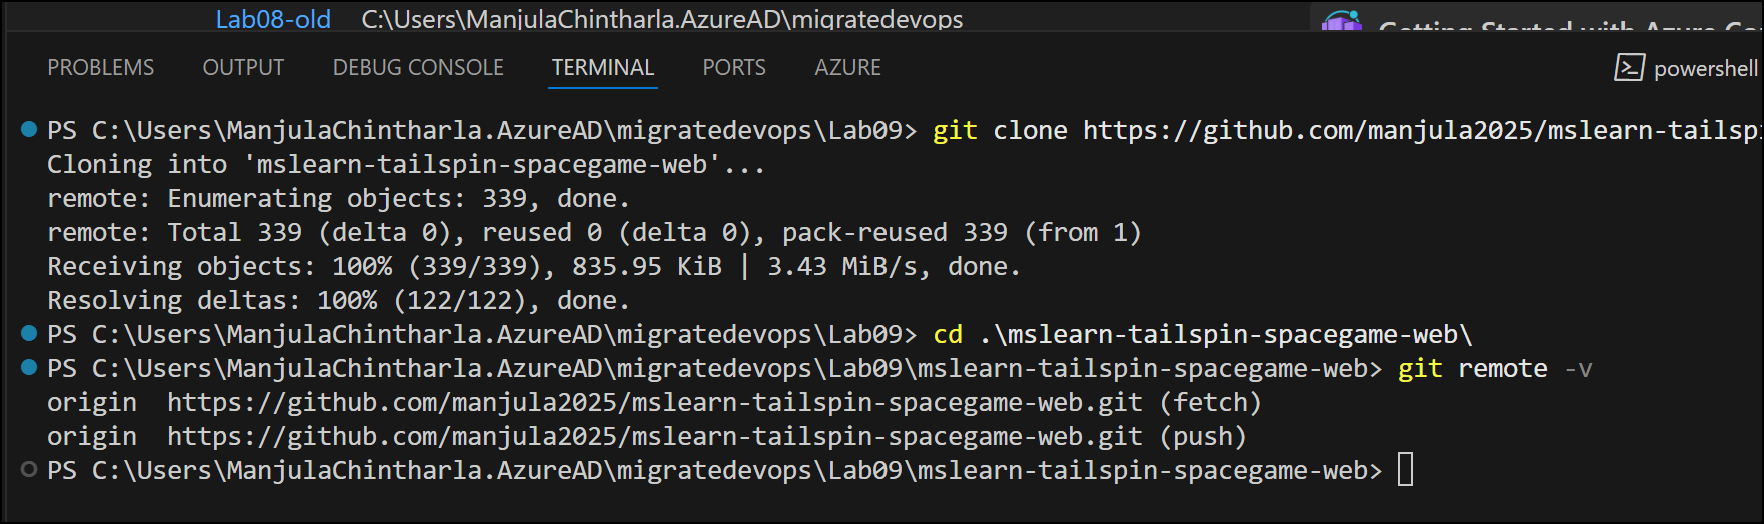 Lab08-old C:\Users\ManjulaChintharla.AzureAD\migratedevops
Getting Started with Azure
PROBLEMS OUTPUT DEBUG CONSOLE TERMINAL PORTS AZURE powershell
PS C:\Users\ManjulaChintharla.AzureAD\migratedevops\Lab09> git clone https://github.com/manjula2025/mslearn-tailsp
Cloning into 'mslearn-tailspin-spacegame-web'...
remote: Enumerating objects: 339, done.
remote: Total 339 (delta 0), reused 0 (delta 0), pack-reused 339 (from 1)
Receiving objects: 100% (339/339), 835.95 KiB | 3.43 MiB/s, done.
Resolving deltas: 100% (122/122), done.
PS C:\Users\ManjulaChintharla.AzureAD\migratedevops\Lab09> cd .\mslearn-tailspin-spacegame-web\
PS C:\Users\ManjulaChintharla.AzureAD\migratedevops\Lab09\mslearn-tailspin-spacegame-web> git remote -v
origin https://github.com/manjula2025/mslearn-tailspin-spacegame-web.git (fetch)
origin https://github.com/manjula2025/mslearn-tailspin-spacegame-web.git (push)
PS C:\Users\ManjulaChintharla.AzureAD\migratedevops\Lab09\mslearn-tailspin-spacegame-web>